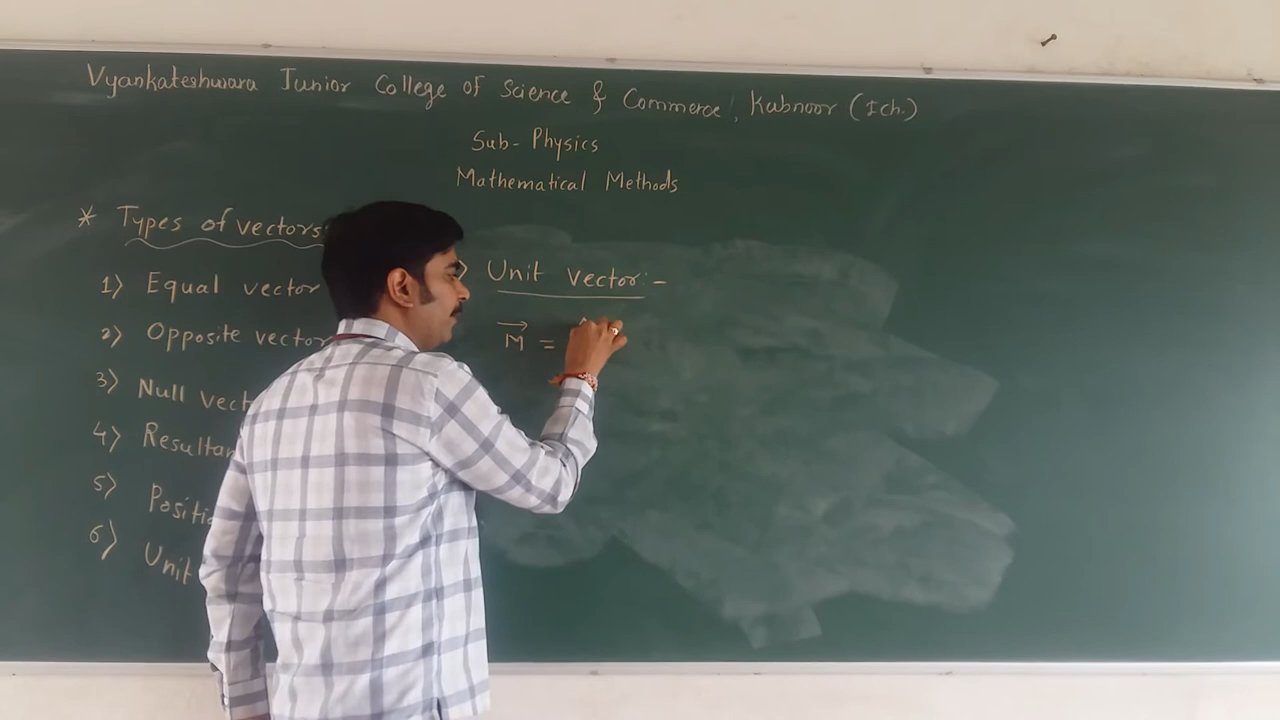 Vyankateshwara Junior College of Science & Commerce, Kabnoor (Ich.)
Sub- Physics
Mathematical Methods
* Types of vectors:
1) Equal vector
2) Opposite vector
3) Null vect
4) Resultan
5) Positio
6) Unit
) Unit vector:-
M =